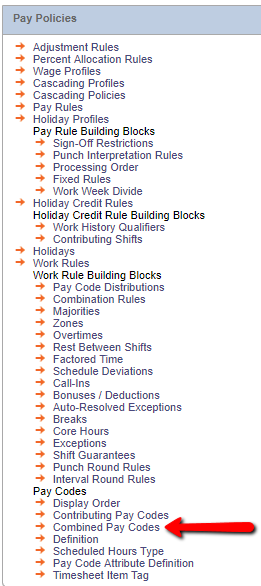 Pay Policies
Adjustment Rules
Percent Allocation Rules
Wage Profiles
Cascading Profiles
Cascading Policies
Pay Rules
Holiday Profiles
Pay Rule Building Blocks
Sign-Off Restrictions
Punch Interpretation Rules
Processing Order
Fixed Rules
Work Week Divide
Holiday Credit Rules
Holiday Credit Rule Building Blocks
Work History Qualifiers
Contributing Shifts
Holidays
Work Rules
Work Rule Building Blocks
Pay Code Distributions
Combination Rules
Majorities
Zones
Overtimes
Rest Between Shifts
Factored Time
Schedule Deviations
Call-Ins
Bonuses / Deductions
Auto-Resolved Exceptions
Breaks
Core Hours
Exceptions
Shift Guarantees
Punch Round Rules
Interval Round Rules
Pay Codes
Display Order
Contributing Pay Codes
Combined Pay Codes
Definition
Scheduled Hours Type
Pay Code Attribute Definition
Timesheet Item Tag